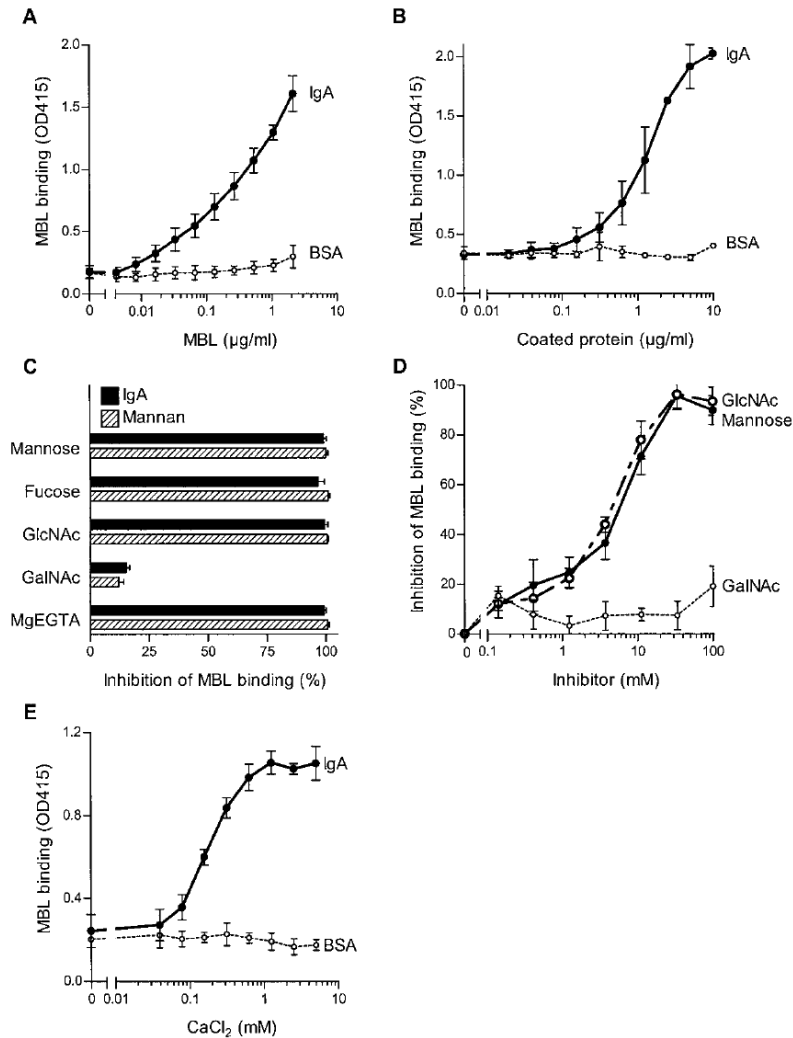 A
MBL binding (OD415)
2.0
1.5
1.0
0.5
0.0
IgA
BSA
0 0.01 0.1 1 10
MBL (µg/ml)
B
MBL binding (OD415)
2.0
1.5
1.0
0.5
0.0
IgA
BSA
0 0.01 0.1 1 10
Coated protein (µg/ml)
C
IgA
Mannan
Mannose
Fucose
GlcNAc
GalNAc
MgEGTA
0 25 50 75 100
Inhibition of MBL binding (%)
D
Inhibition of MBL binding (%)
100
80
60
40
20
0
GlcNAc
Mannose
GalNAc
0 0.1 1 10 100
Inhibitor (mM)
E
MBL binding (OD415)
1.2
0.8
0.4
0.0
IgA
BSA
0 0.01 0.1 1 10
CaCl2 (mM)